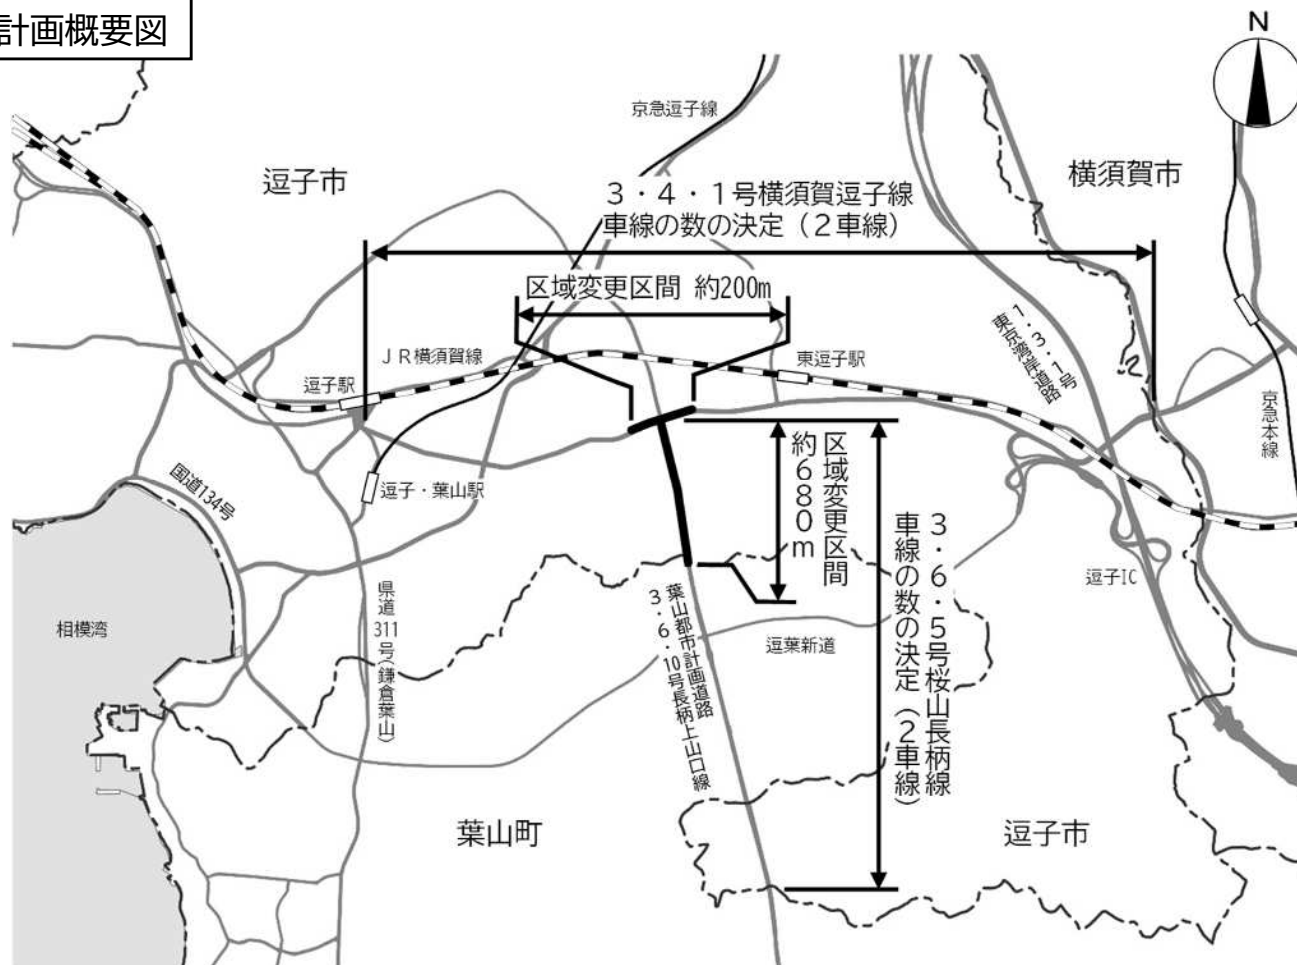 計画概要図
N
京急逗子線
逗子市
横須賀市
3・4・1号横須賀逗子線
車線の数の決定（2車線）
区域変更区間 約200m
1・3・1号
東京湾岸道路
JR横須賀線
東逗子駅
逗子駅
京急本線
区域変更区間
約680m
国道134号
逗子・葉山駅
3・6・5号桜山長柄線
車線の数の決定（2車線）
逗子IC
県道311号（鎌倉葉山）
相模湾
葉山都市計画道路
3・6・10号長柄上山口線
逗葉新道
葉山町
逗子市